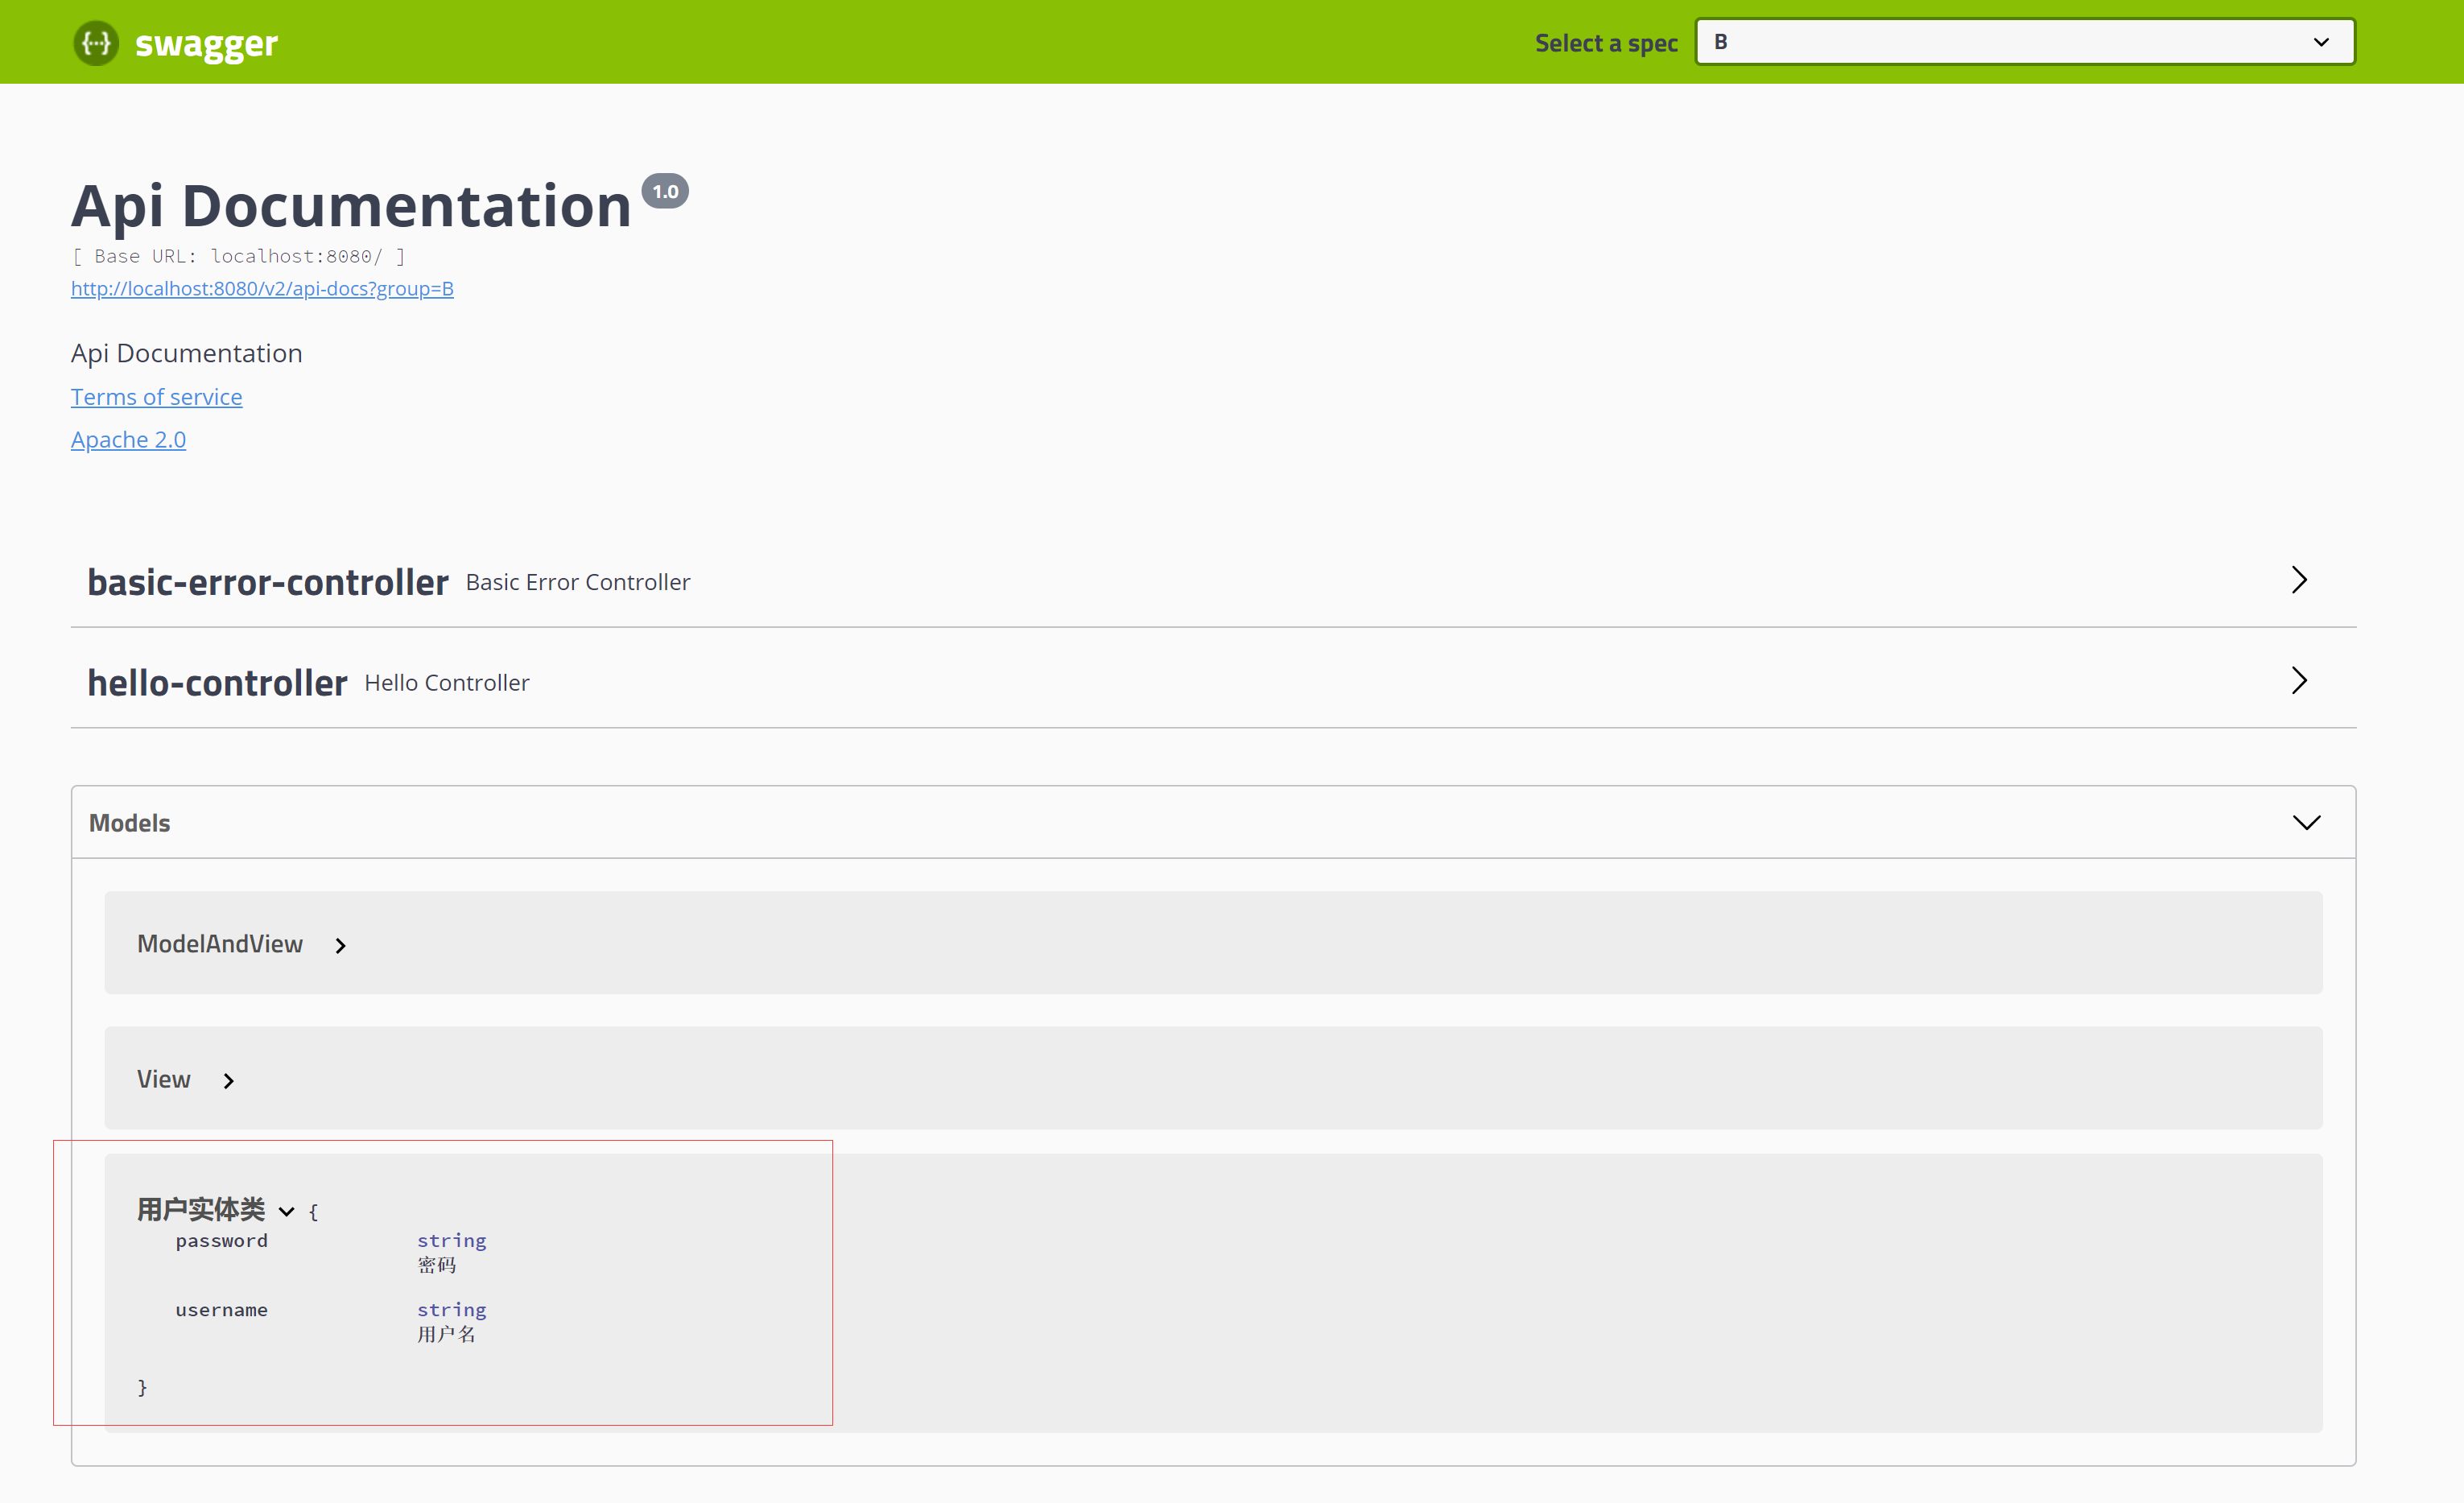 swagger
Select a spec
B
Api Documentation 1.0
[ Base URL: localhost:8080/ ]
http://localhost:8080/v2/api-docs?group=B
Api Documentation
Terms of service
Apache 2.0
basic-error-controller Basic Error Controller
hello-controller Hello Controller
Models
ModelAndView
View
用户实体类 {
password string
密码
username string
用户名
}